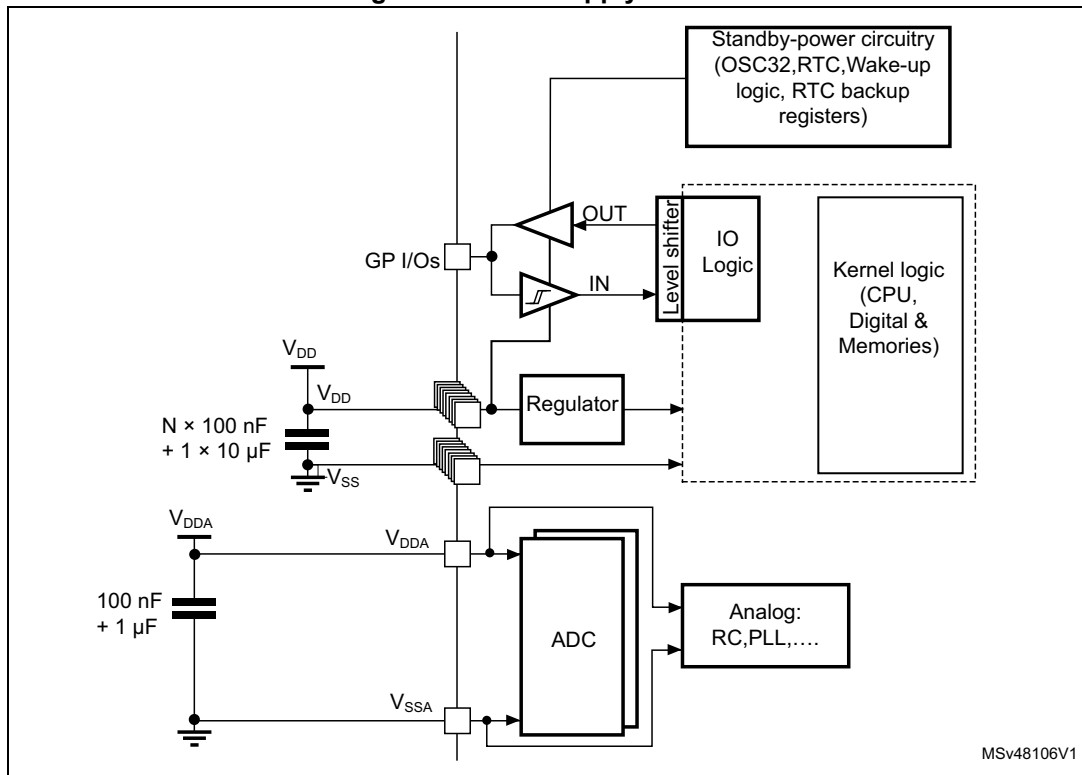 Standby-power circuitry
(OSC32,RTC,Wake-up
logic, RTC backup
registers)
OUT
Level shifter
IO
Logic
GP I/Os
IN
Kernel logic
(CPU,
Digital &
Memories)
VDD
VDD
Regulator
N × 100 nF
+ 1 × 10 µF
VSS
VDDA
VDDA
100 nF
+ 1 µF
ADC
Analog:
RC,PLL,….
VSSA
MSv48106V1